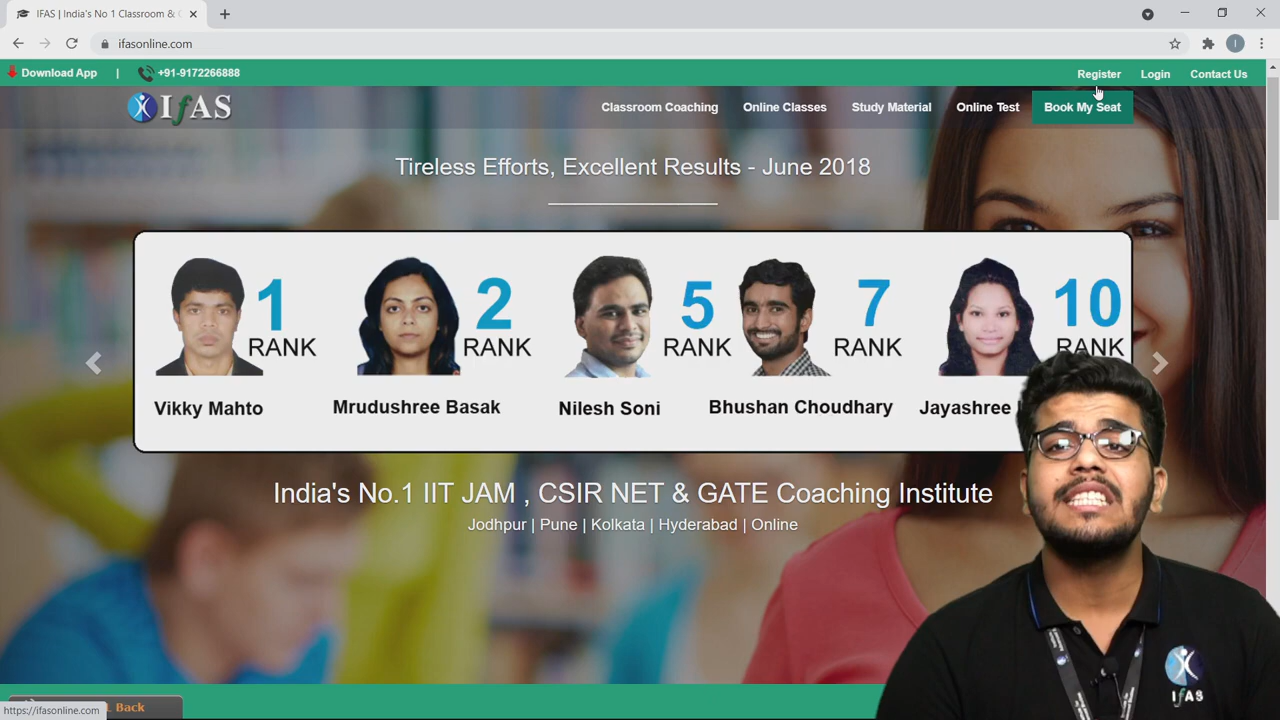 IFAS | India's No 1 Classroom &
ifasonline.com
Download App | +91-9172266888
Register Login Contact Us
IfAS
Classroom Coaching Online Classes Study Material Online Test Book My Seat
Tireless Efforts, Excellent Results - June 2018
1 2 5 7 10
RANK RANK RANK RANK RANK
Vikky Mahto Mrudushree Basak Nilesh Soni Bhushan Choudhary Jayashree
India's No.1 IIT JAM , CSIR NET & GATE Coaching Institute
Jodhpur | Pune | Kolkata | Hyderabad | Online
IfAS
Back
https://ifasonline.com